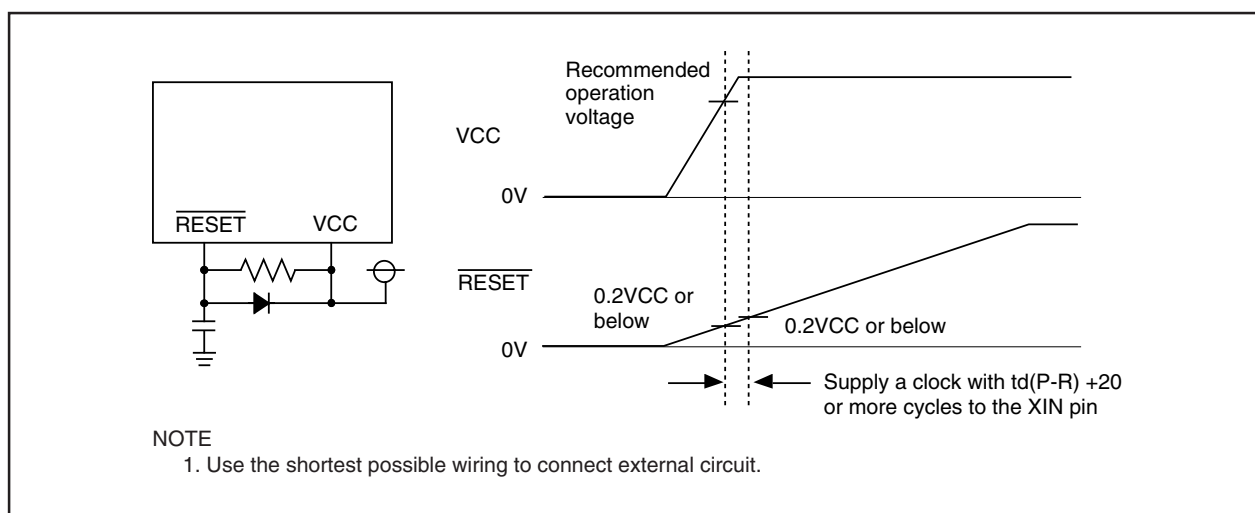 Recommended
operation
voltage
VCC
0V
RESET
VCC
RESET
0.2VCC or
below
0.2VCC or below
0V
Supply a clock with td(P-R) +20
or more cycles to the XIN pin
NOTE
1. Use the shortest possible wiring to connect external circuit.